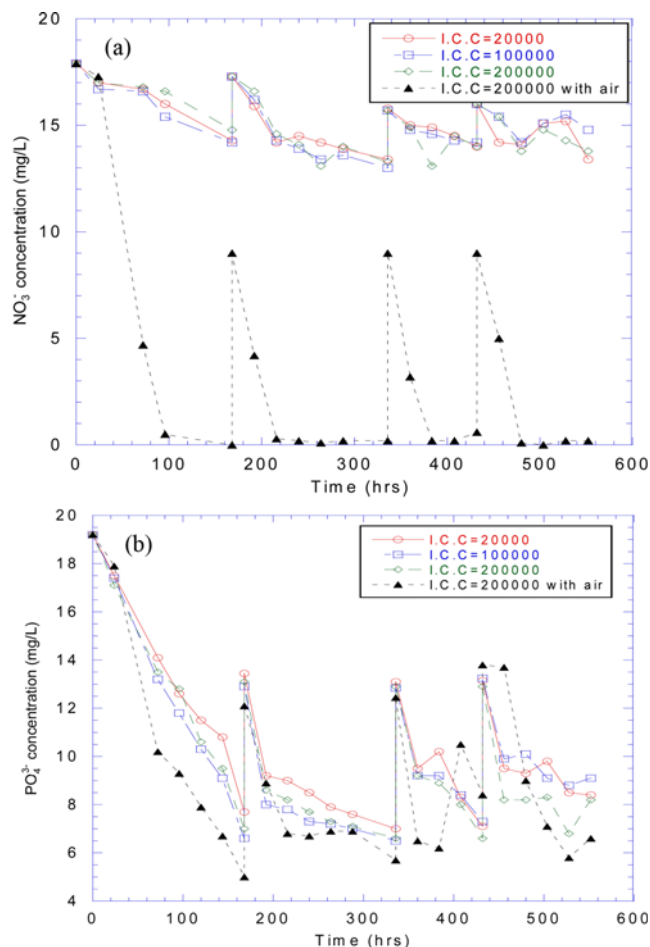 (a)
I.C.C=20000
I.C.C=100000
I.C.C=200000
I.C.C=200000 with air
20
15
10
5
0
NO₃⁻ concentration (mg/L)
0 100 200 300 400 500 600
Time (hrs)
(b)
I.C.C=20000
I.C.C=100000
I.C.C=200000
I.C.C=200000 with air
20
18
16
14
12
10
8
6
4
PO₄³⁻ concentration (mg/L)
0 100 200 300 400 500 600
Time (hrs)